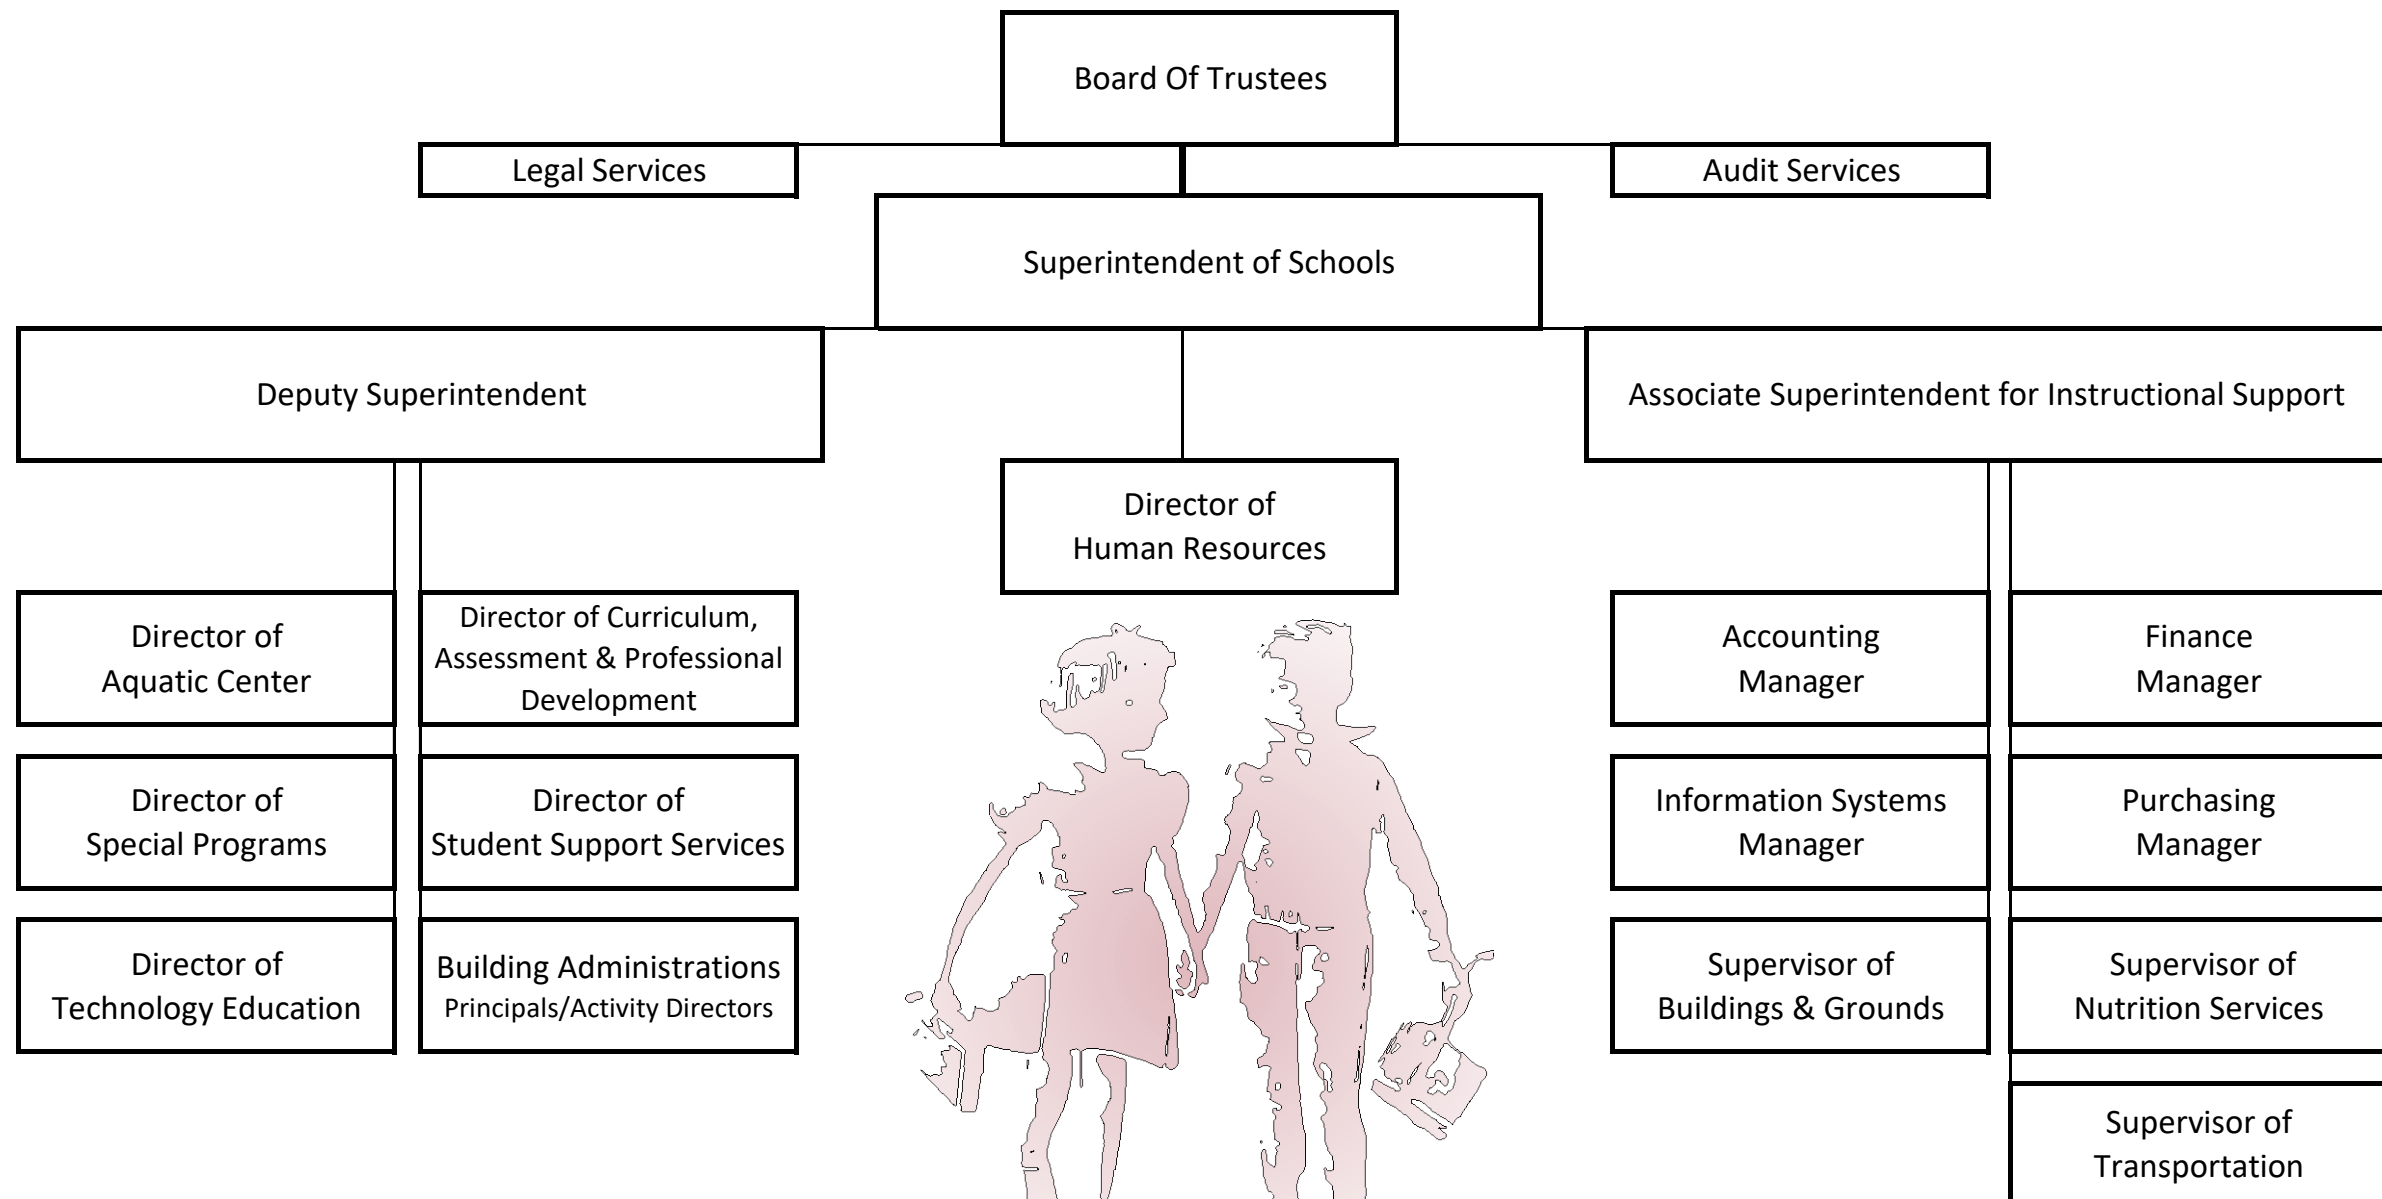 Board Of Trustees
Legal Services
Audit Services
Superintendent of Schools
Deputy Superintendent
Associate Superintendent for Instructional Support
Director of
Human Resources
Director of
Aquatic Center
Director of Curriculum,
Assessment & Professional
Development
Accounting
Manager
Finance
Manager
Director of
Special Programs
Director of
Student Support Services
Information Systems
Manager
Purchasing
Manager
Director of
Technology Education
Building Administrations
Principals/Activity Directors
Supervisor of
Buildings & Grounds
Supervisor of
Nutrition Services
Supervisor of
Transportation